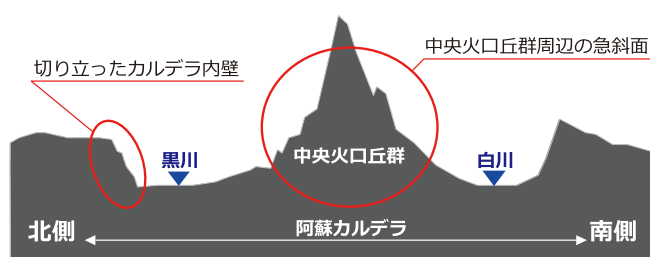 中央火口丘群周辺の急斜面
切り立ったカルデラ内壁
黒川
中央火口丘群
白川
北側
阿蘇カルデラ
南側